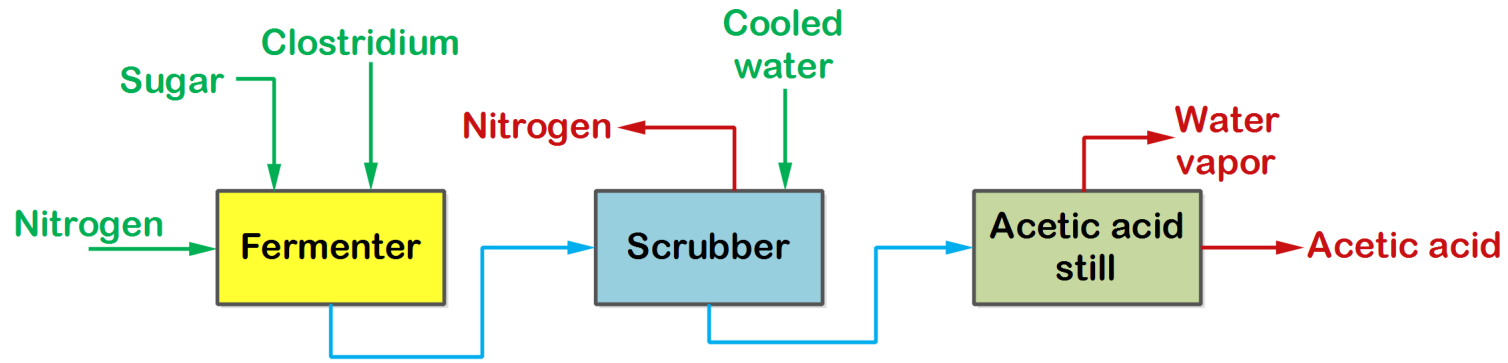 Clostridium
Sugar
Nitrogen
Fermenter
Nitrogen
Cooled
water
Scrubber
Water
vapor
Acetic acid
still
Acetic acid